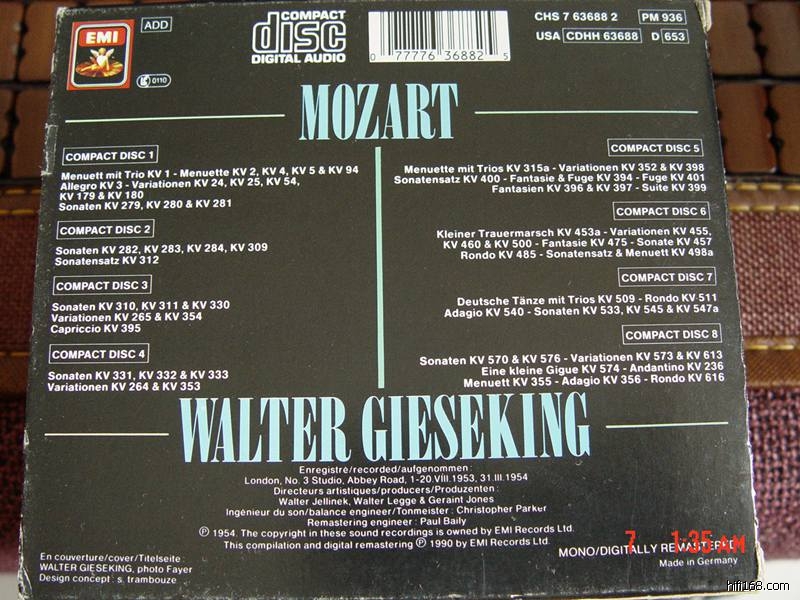 EMI
ADD
COMPACT
disc
DIGITAL AUDIO
0110
0 77776 36882 5
CHS 7 63688 2
PM 936
USA CDHH 63688 D 653
MOZART
COMPACT DISC 1
Menuett mit Trio KV 1 - Menuette KV 2, KV 4, KV 5 & KV 94
Allegro KV 3 - Variationen KV 24, KV 25, KV 54,
KV 179 & KV 180
Sonaten KV 279, KV 280 & KV 281
COMPACT DISC 2
Sonaten KV 282, KV 283, KV 284, KV 309
Sonatensatz KV 312
COMPACT DISC 3
Sonaten KV 310, KV 311 & KV 330
Variationen KV 265 & KV 354
Capriccio KV 395
COMPACT DISC 4
Sonaten KV 331, KV 332 & KV 333
Variationen KV 264 & KV 353
COMPACT DISC 5
Menuette mit Trios KV 315a - Variationen KV 352 & KV 398
Sonatensatz KV 400 - Fantasie & Fuge KV 394 - Fuge KV 401
Fantasien KV 396 & KV 397 - Suite KV 399
COMPACT DISC 6
Kleiner Trauermarsch KV 453a - Variationen KV 455,
KV 460 & KV 500 - Fantasie KV 475 - Sonate KV 457
Rondo KV 485 - Sonatensatz & Menuett KV 498a
COMPACT DISC 7
Deutsche Tänze mit Trios KV 509 - Rondo KV 511
Adagio KV 540 - Sonaten KV 533, KV 545 & KV 547a
COMPACT DISC 8
Sonaten KV 570 & KV 576 - Variationen KV 573 & KV 613
Eine kleine Gigue KV 574 - Andantino KV 236
Menuett KV 355 - Adagio KV 356 - Rondo KV 616
WALTER GIESEKING
Enregistré/recorded/aufgenommen:
London, No. 3 Studio, Abbey Road, 1-20.VIII.1953, 31.III.1954
Directeurs artistiques/producers/Produzenten:
Walter Jellinek, Walter Legge & Geraint Jones
Ingénieur du son/balance engineer/Tonmeister: Christopher Parker
Remastering engineer: Paul Baily
℗ 1954. The copyright in these sound recordings is owned by EMI Records Ltd.
This compilation and digital remastering ℗ 1990 by EMI Records Ltd.
En couverture/cover/Titelseite:
WALTER GIESEKING, photo Fayer
Design concept: s. trambouze
MONO/DIGITALLY REMASTERED
Made in Germany
7 1:35 AM
hifi168.com